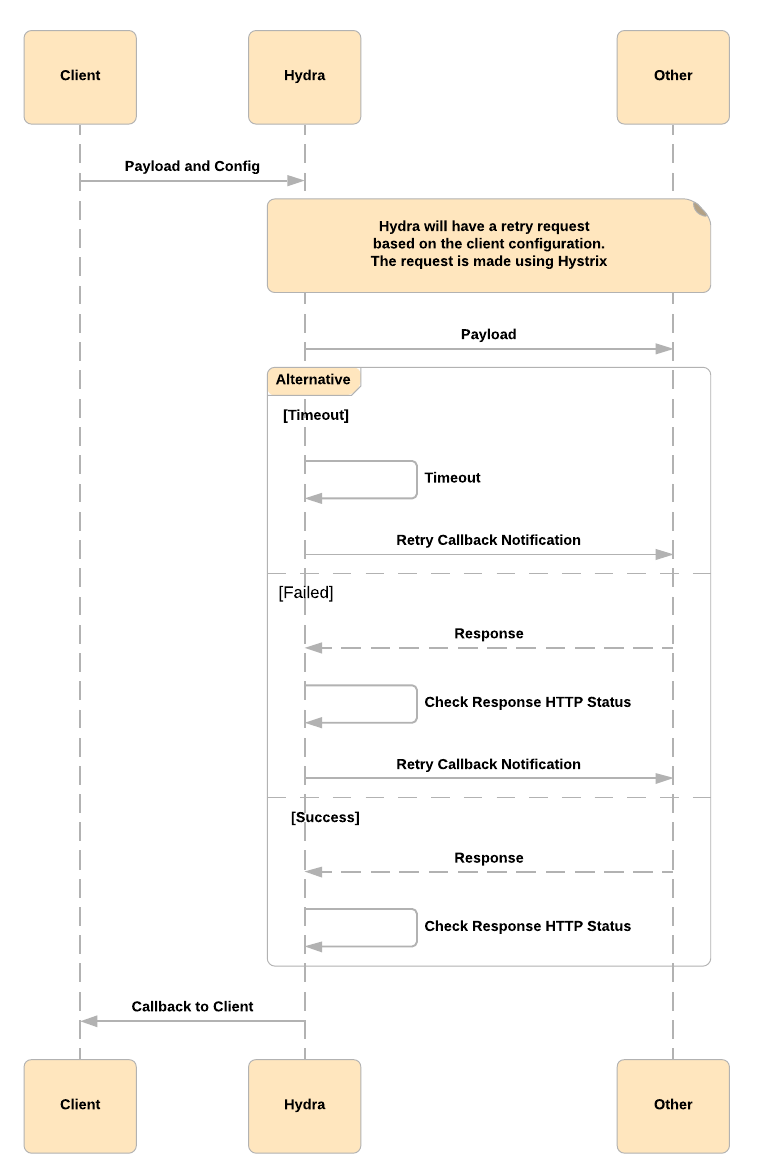 Client
Hydra
Other
Payload and Config
Hydra will have a retry request
based on the client configuration.
The request is made using Hystrix
Payload
Alternative
[Timeout]
Timeout
Retry Callback Notification
[Failed]
Response
Check Response HTTP Status
Retry Callback Notification
[Success]
Response
Check Response HTTP Status
Callback to Client
Client
Hydra
Other